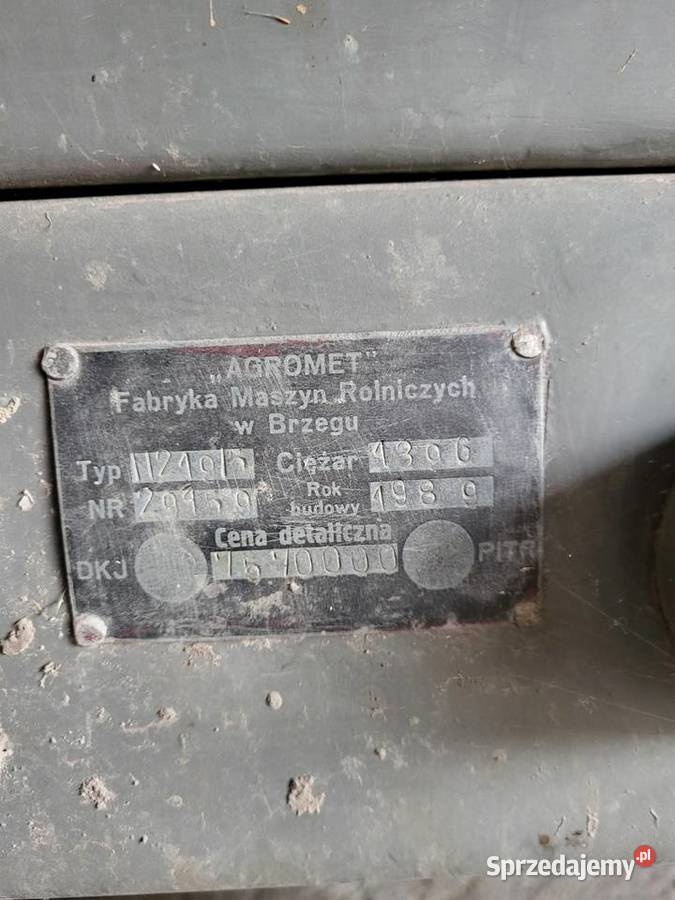 „AGROMET"
Fabryka Maszyn Rolniczych
w Brzegu
Typ Ciężar
NR Rok budowy 1989
Cena detaliczna
DKJ PITR
Sprzedajemy.pl